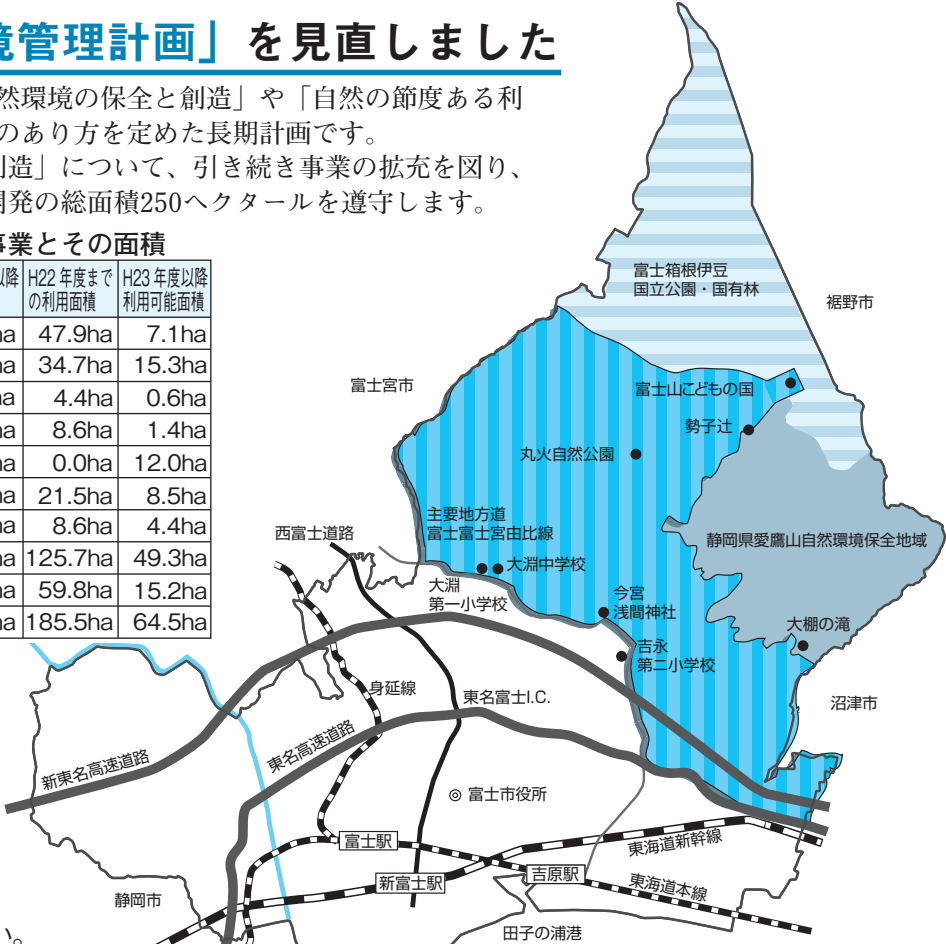 境管理計画」を見直しました
然環境の保全と創造」や「自然の節度ある利
のあり方を定めた長期計画です。
創造」について、引き続き事業の拡充を図り、
開発の総面積250ヘクタールを遵守します。
事業とその面積
以降 H22年度まで の利用面積 H23年度以降 利用可能面積
ha 47.9ha 7.1ha
ha 34.7ha 15.3ha
ha 4.4ha 0.6ha
ha 8.6ha 1.4ha
ha 0.0ha 12.0ha
ha 21.5ha 8.5ha
ha 8.6ha 4.4ha
ha 125.7ha 49.3ha
ha 59.8ha 15.2ha
ha 185.5ha 64.5ha
富士箱根伊豆
国立公園・国有林
裾野市
富士宮市
富士山こどもの国
勢子辻
丸火自然公園
主要地方道
富士富士宮由比線
西富士道路
静岡県愛鷹山自然環境保全地域
大淵中学校
大淵
第一小学校
今宮
浅間神社
大棚の滝
吉永
第二小学校
身延線
東名富士I.C.
沼津市
新東名高速道路
東名高速道路
◎ 富士市役所
富士駅
東海道新幹線
新富士駅
吉原駅
東海道本線
静岡市
田子の浦港
い。